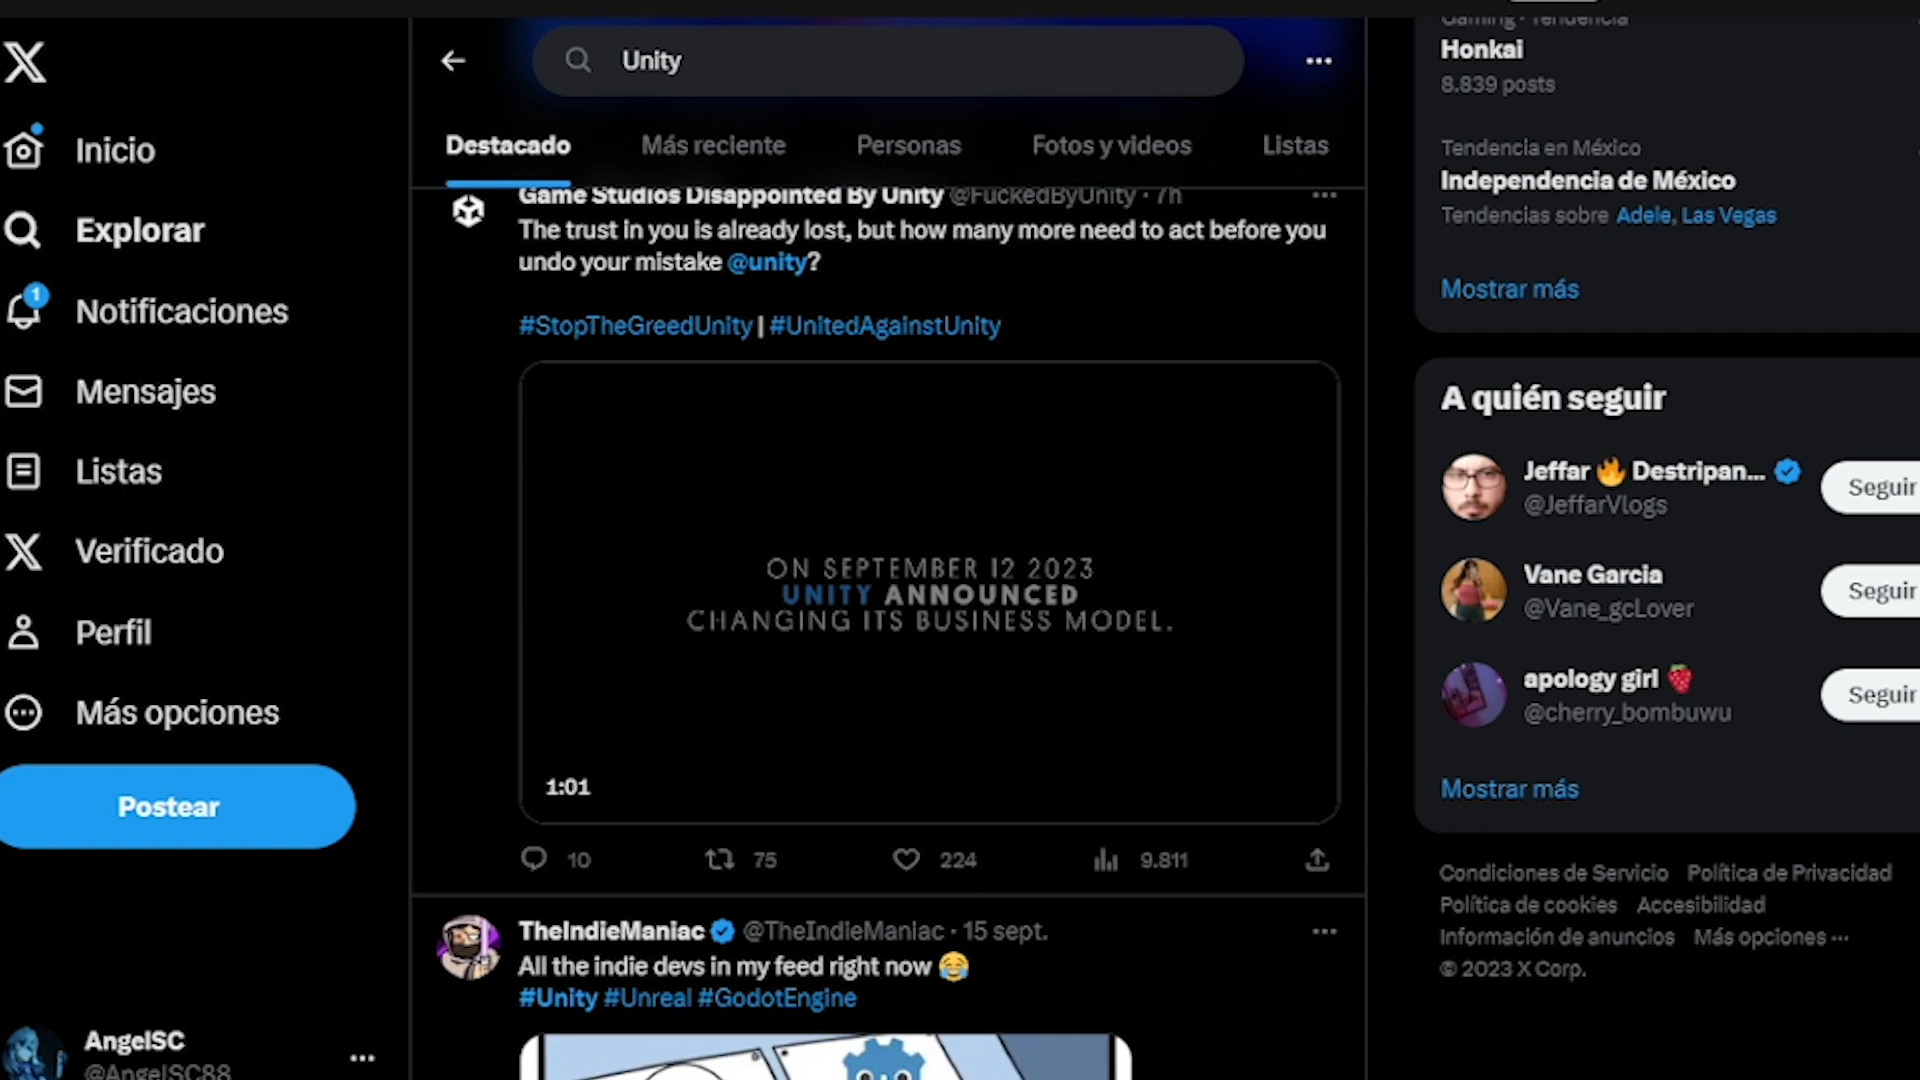 Unity
Destacado
Más reciente
Personas
Fotos y videos
Listas
Inicio
Explorar
1
Notificaciones
Mensajes
Listas
Verificado
Perfil
Más opciones
Postear
AngelSC
@AngelSC88
Game Studios Disappointed By Unity @FuckedByUnity · 7h
The trust in you is already lost, but how many more need to act before you
undo your mistake @unity?
#StopTheGreedUnity | #UnitedAgainstUnity
ON SEPTEMBER 12 2023
UNITY ANNOUNCED
CHANGING ITS BUSINESS MODEL.
1:01
10
75
224
9.811
TheIndieManiac @TheIndieManiac · 15 sept.
All the indie devs in my feed right now 😂
#Unity #Unreal #GodotEngine
Gaming · Tendencia
Honkai
8.839 posts
Tendencia en México
Independencia de México
Tendencias sobre Adele, Las Vegas
Mostrar más
A quién seguir
Jeffar 🔥 Destripan...
@JeffarVlogs
Seguir
Vane Garcia
@Vane_gcLover
Seguir
apology girl 🍓
@cherry_bombuwu
Seguir
Mostrar más
Condiciones de Servicio Política de Privacidad
Política de cookies Accesibilidad
Información de anuncios Más opciones ···
© 2023 X Corp.